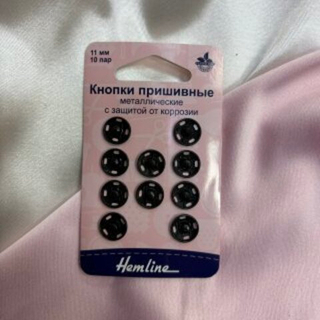 11 мм
10 пар
Кнопки пришивные
металлические
с защитой от коррозии
Hemline